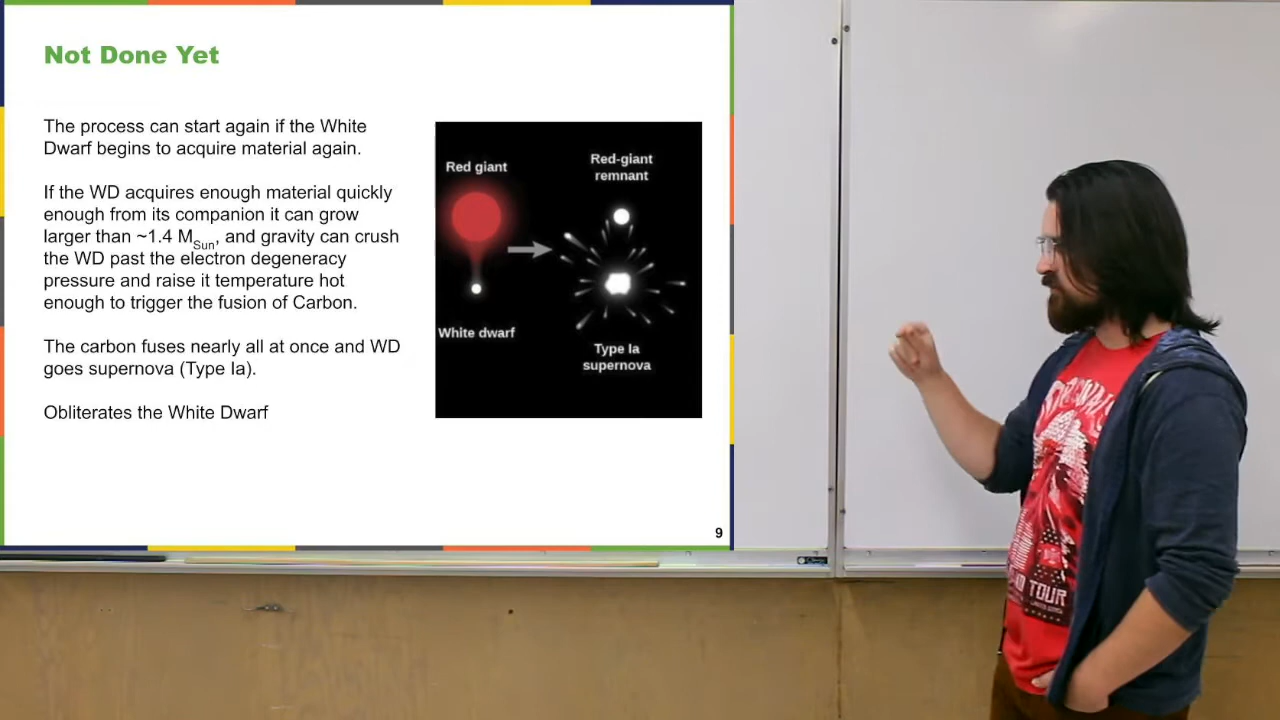 Not Done Yet
The process can start again if the White
Dwarf begins to acquire material again.
If the WD acquires enough material quickly
enough from its companion it can grow
larger than ~1.4 MSun, and gravity can crush
the WD past the electron degeneracy
pressure and raise it temperature hot
enough to trigger the fusion of Carbon.
The carbon fuses nearly all at once and WD
goes supernova (Type Ia).
Obliterates the White Dwarf
Red giant
Red-giant
remnant
White dwarf
Type Ia
supernova
9
TOUR